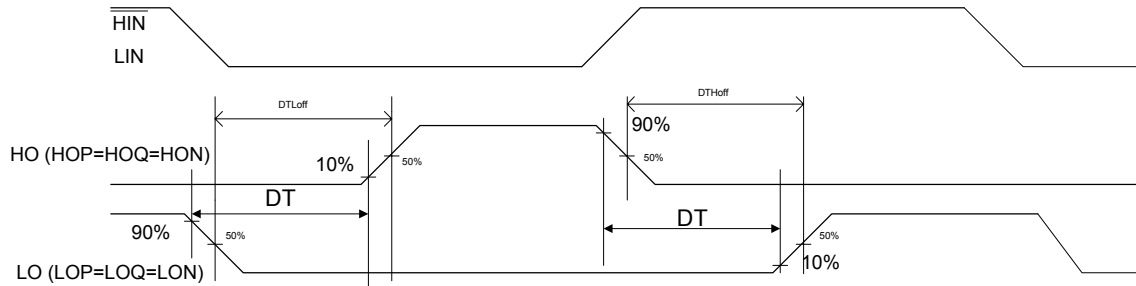 HIN
LIN
DTLoff
DTHoff
90%
HO (HOP=HOQ=HON)
10%
50%
50%
DT
DT
90%
50%
50%
10%
LO (LOP=LOQ=LON)